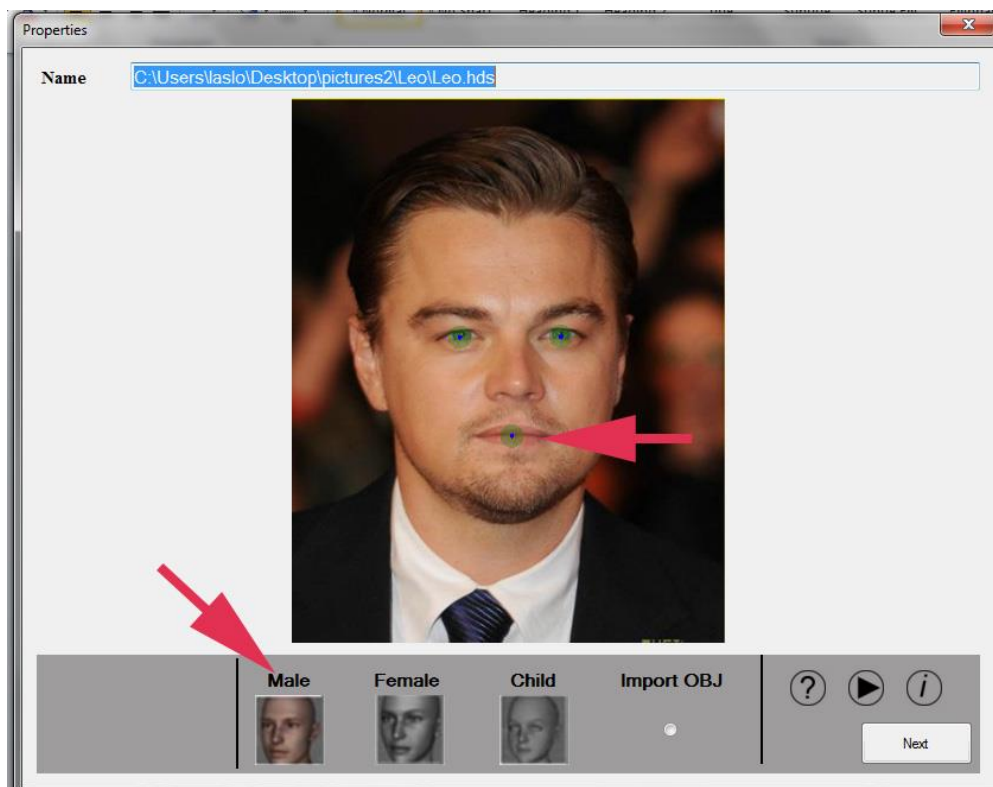 Properties
Name C:\Users\laslo\Desktop\pictures2\Leo\Leo.hds
Male Female Child Import OBJ
? i
Next